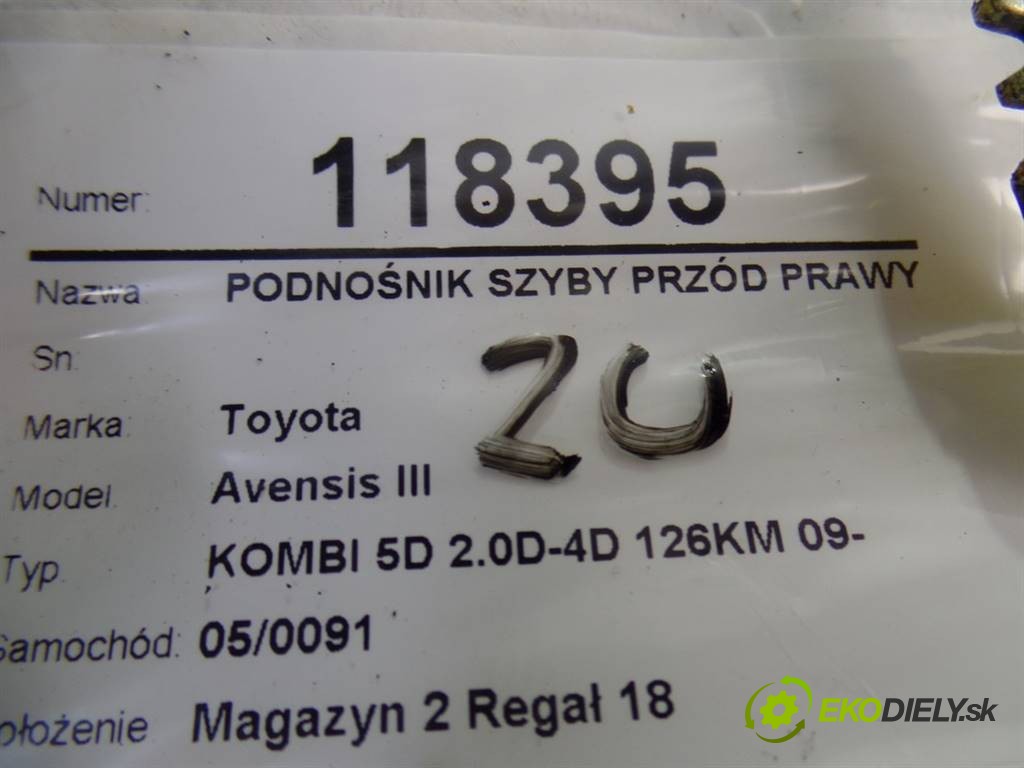 Numer: 118395
Nazwa: PODNOŚNIK SZYBY PRZÓD PRAWY
Sn:
ZU
Marka: Toyota
Model: Avensis III
Typ: KOMBI 5D 2.0D-4D 126KM 09-
Samochód: 05/0091
ołożenie Magazyn 2 Regał 18
EKODIELY.sk